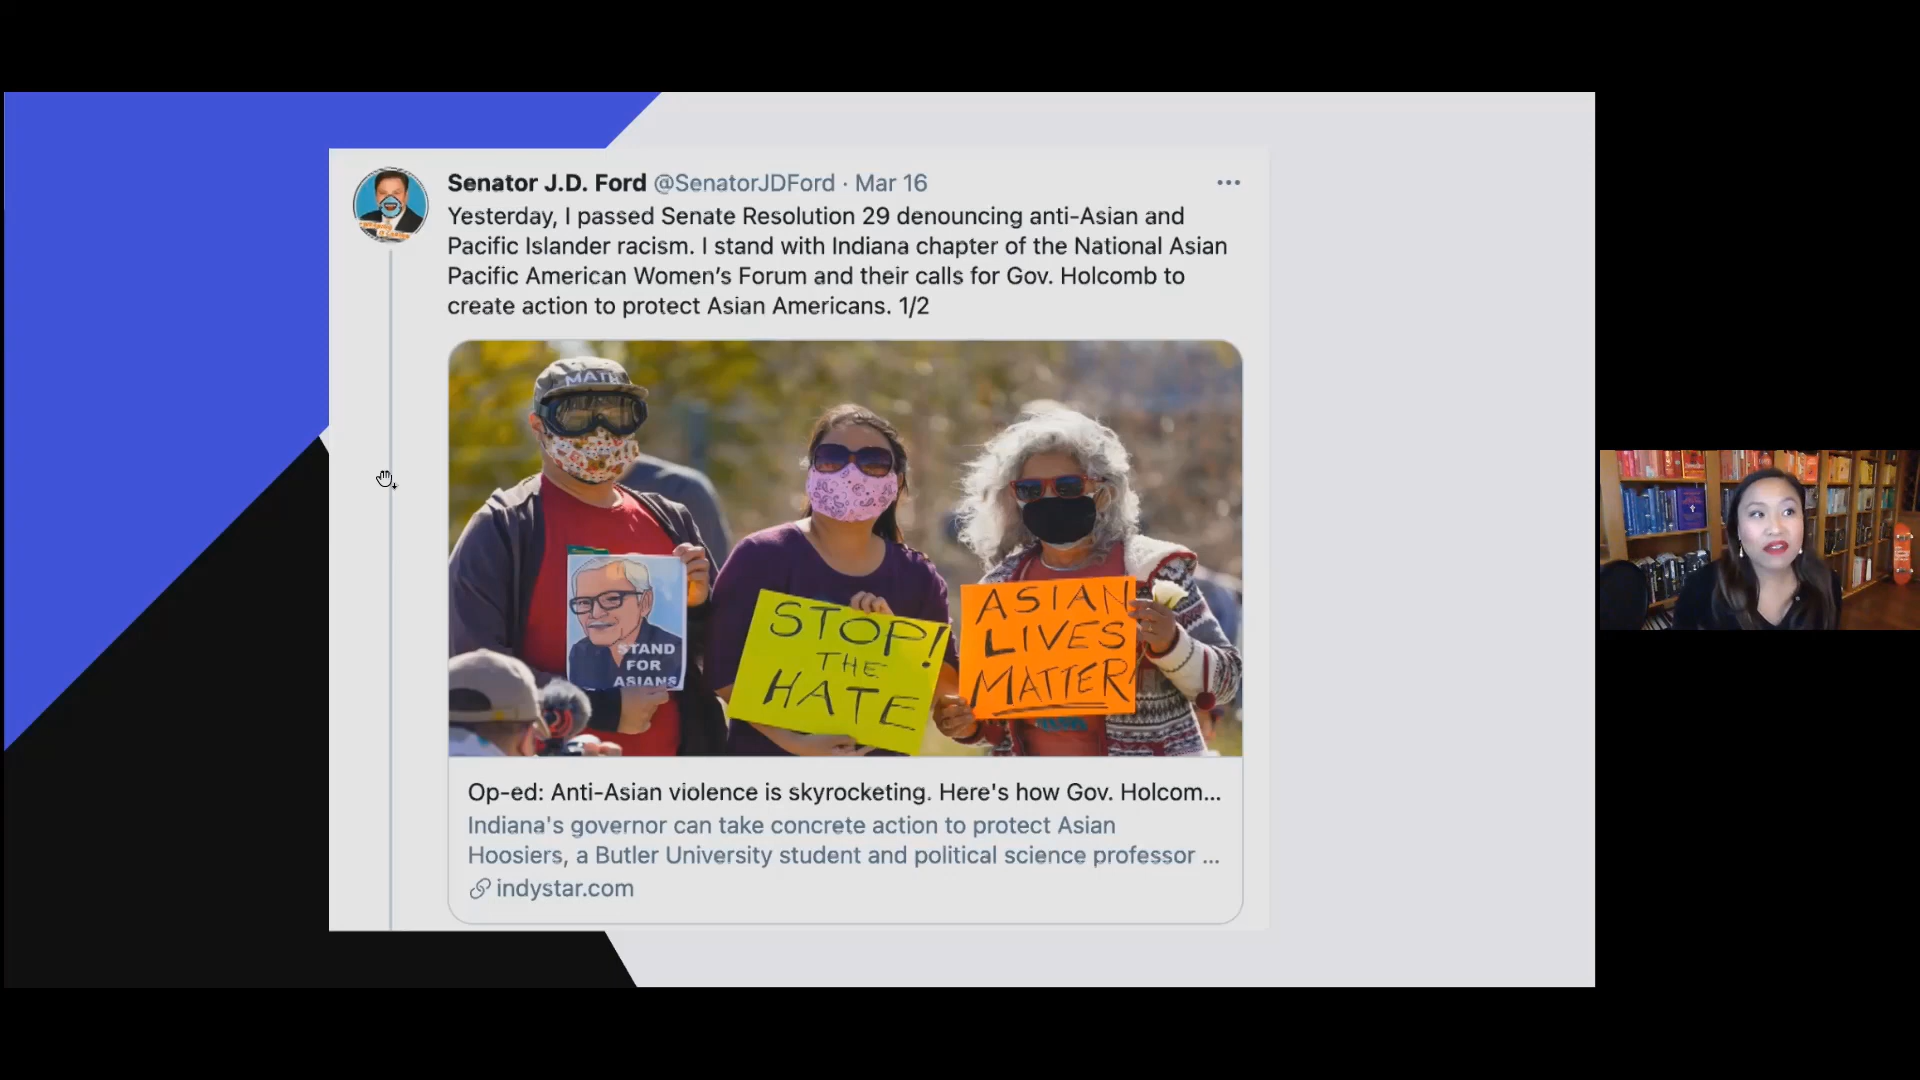 Senator J.D. Ford @SenatorJDFord · Mar 16
Yesterday, I passed Senate Resolution 29 denouncing anti-Asian and
Pacific Islander racism. I stand with Indiana chapter of the National Asian
Pacific American Women's Forum and their calls for Gov. Holcomb to
create action to protect Asian Americans. 1/2
MATH
STAND
FOR
ASIANS
STOP!
THE
HATE
ASIAN
LIVES
MATTER
Op-ed: Anti-Asian violence is skyrocketing. Here's how Gov. Holcom...
Indiana's governor can take concrete action to protect Asian
Hoosiers, a Butler University student and political science professor ...
indystar.com